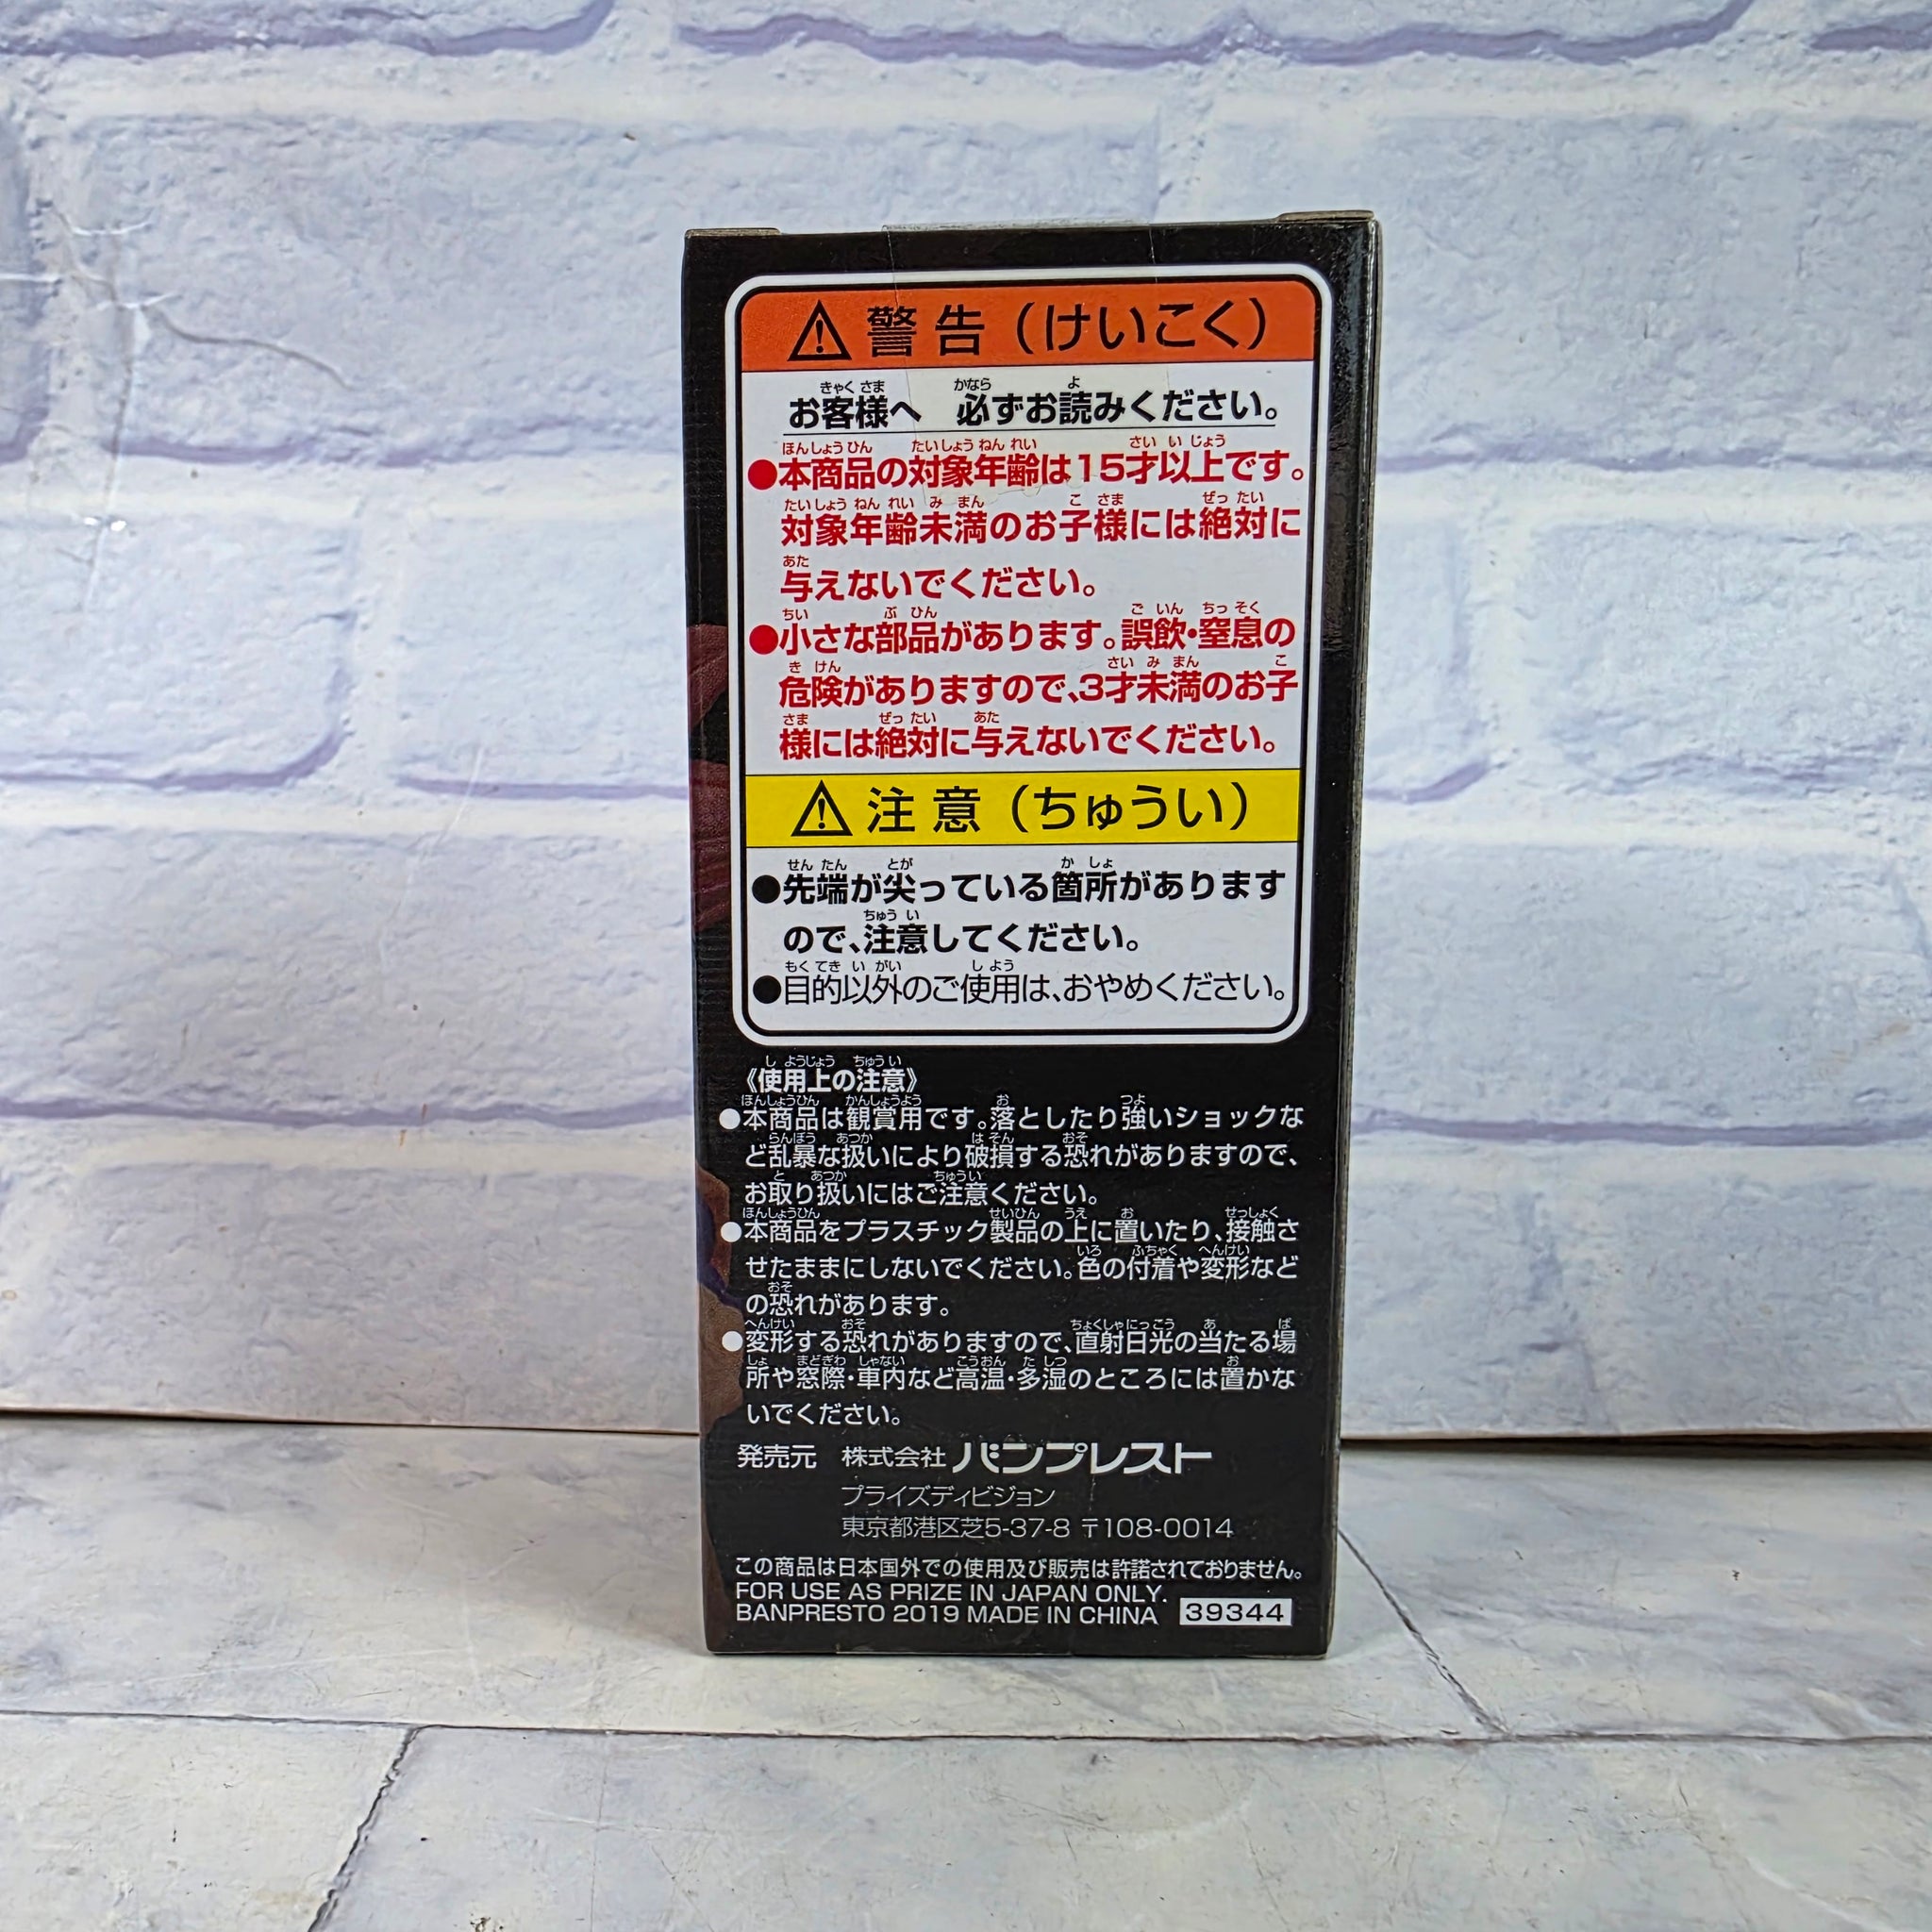 ⚠警告（けいこく）
お客様へ　必ずお読みください。
●本商品の対象年齢は15才以上です。
対象年齢未満のお子様には絶対に
与えないでください。
●小さな部品があります。誤飲・窒息の
危険がありますので、3才未満のお子
様には絶対に与えないでください。
⚠注意（ちゅうい）
●先端が尖っている箇所があります
ので、注意してください。
●目的以外のご使用は、おやめください。
《使用上の注意》
●本商品は観賞用です。落としたり強いショックな
ど乱暴な扱いにより破損する恐れがありますので、
お取り扱いにはご注意ください。
●本商品をプラスチック製品の上に置いたり、接触さ
せたままにしないでください。色の付着や変形など
の恐れがあります。
●変形する恐れがありますので、直射日光の当たる場
所や窓際・車内など高温・多湿のところには置かな
いでください。
発売元　株式会社バンプレスト
プライズディビジョン
東京都港区芝5-37-8 〒108-0014
この商品は日本国外での使用及び販売は許諾されておりません。
FOR USE AS PRIZE IN JAPAN ONLY.
BANPRESTO 2019 MADE IN CHINA 39344